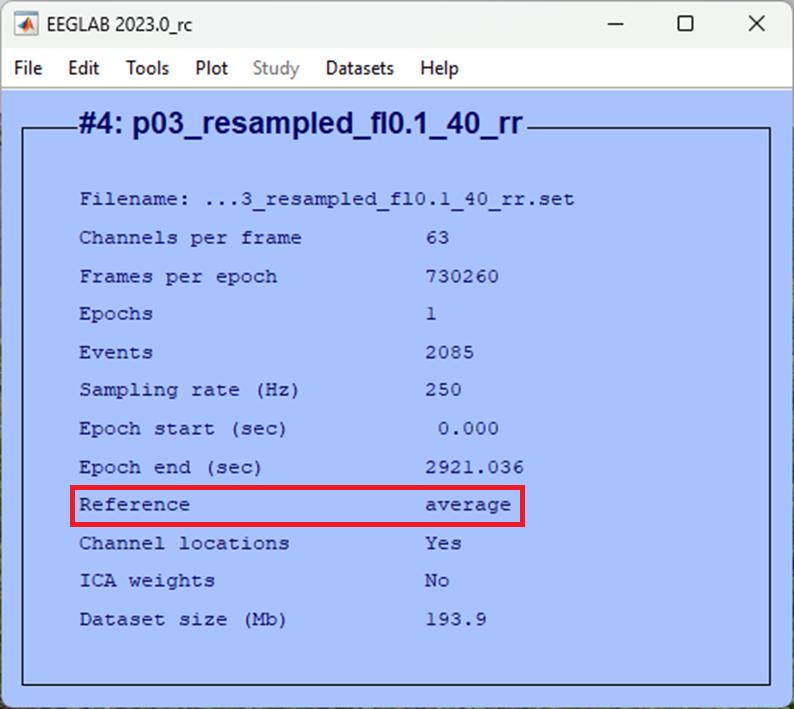 EEGLAB 2023.0_rc
File Edit Tools Plot Study Datasets Help
#4: p03_resampled_fl0.1_40_rr
Filename: ...3_resampled_fl0.1_40_rr.set
Channels per frame 63
Frames per epoch 730260
Epochs 1
Events 2085
Sampling rate (Hz) 250
Epoch start (sec) 0.000
Epoch end (sec) 2921.036
Reference average
Channel locations Yes
ICA weights No
Dataset size (Mb) 193.9